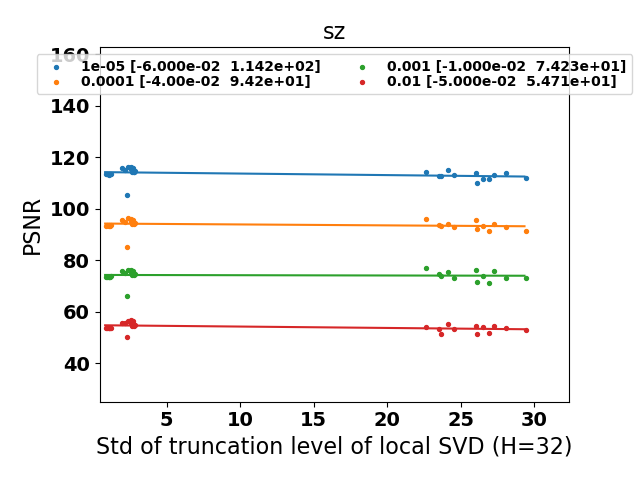 sz
160
1e-05 [-6.000e-02 1.142e+02]
0.0001 [-4.00e-02 9.42e+01]
0.001 [-1.000e-02 7.423e+01]
0.01 [-5.000e-02 5.471e+01]
140
120
100
80
60
40
PSNR
5 10 15 20 25 30
Std of truncation level of local SVD (H=32)